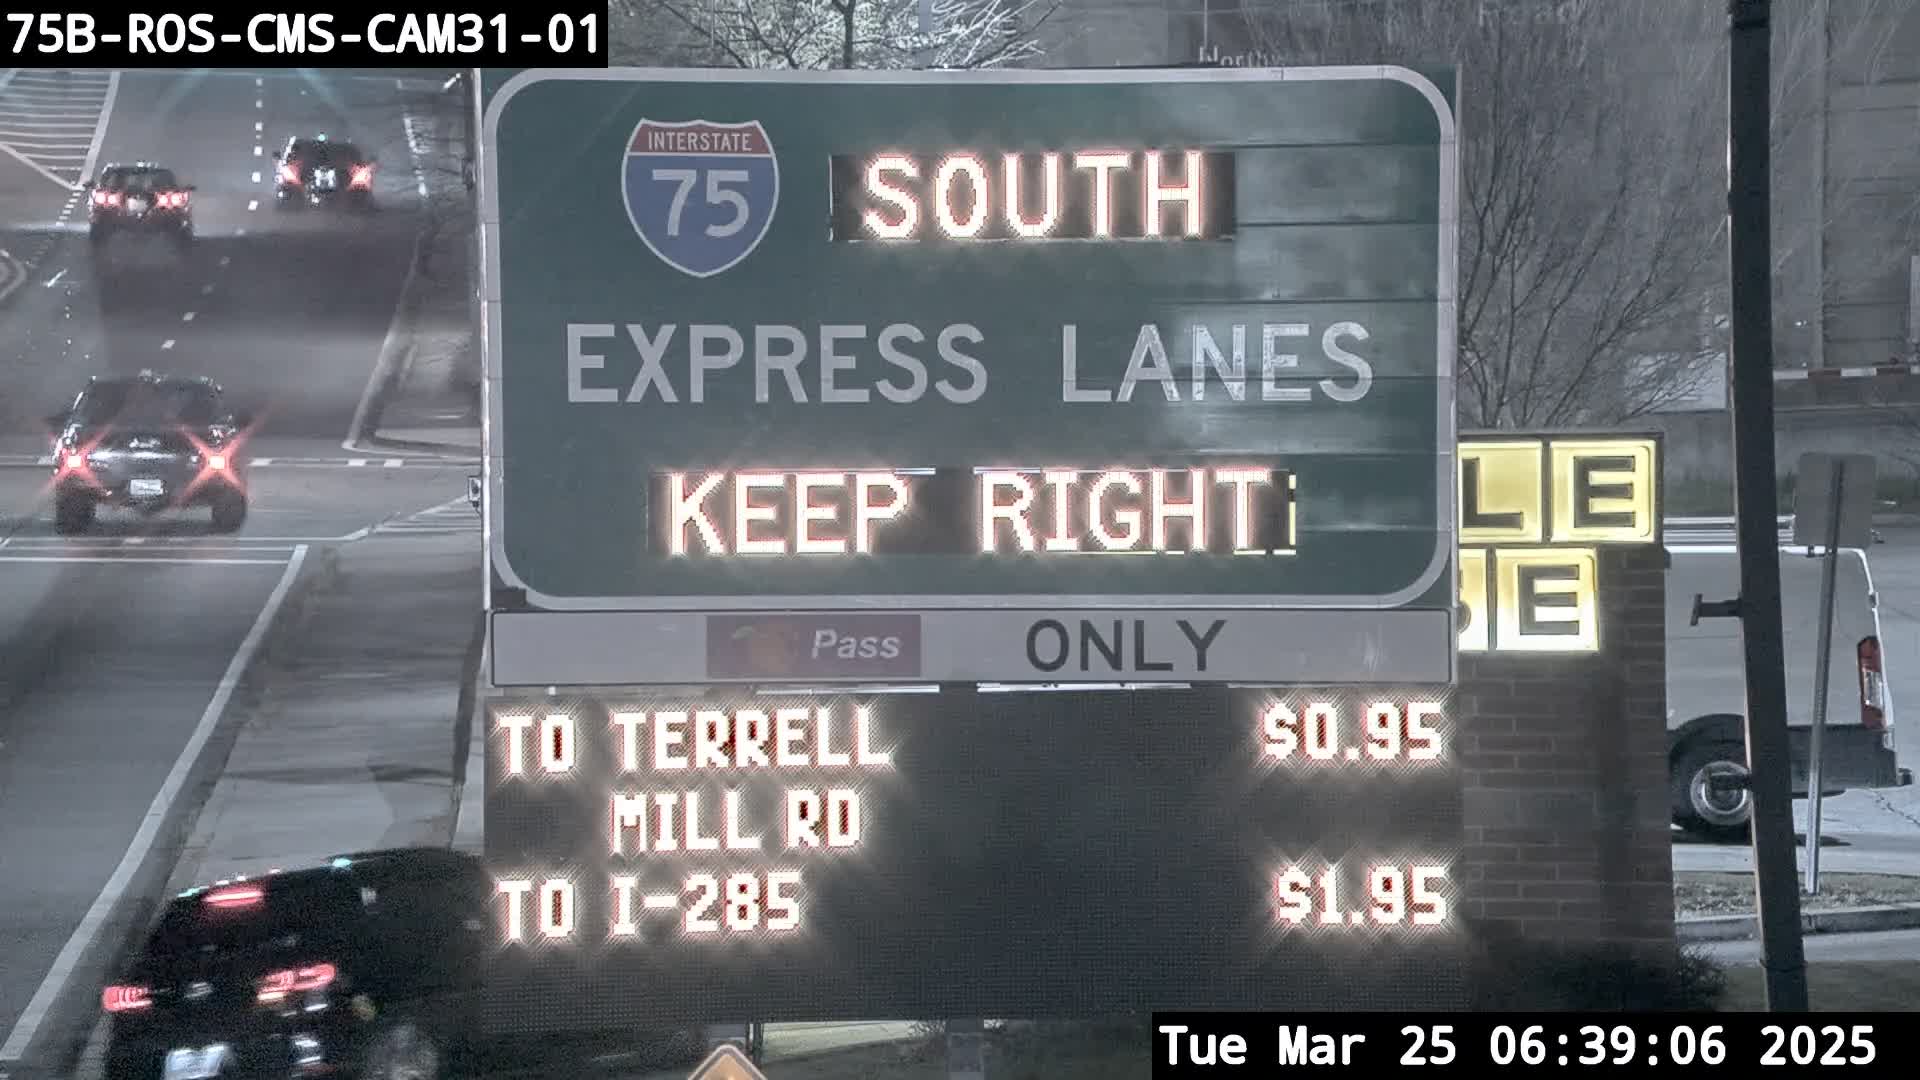 75B-ROS-CMS-CAM31-01
INTERSTATE
75
SOUTH
EXPRESS LANES
KEEP RIGHT
Pass ONLY
TO TERRELL $0.95
MILL RD
TO I-285 $1.95
LE
E
Tue Mar 25 06:39:06 2025